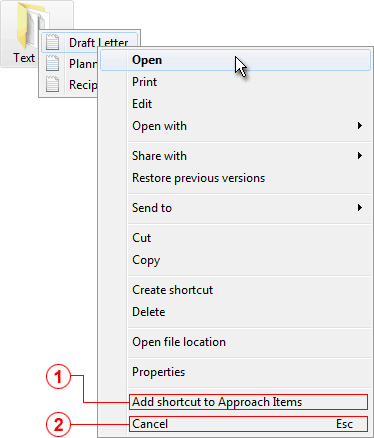 Text
Draft Letter
Plann
Recip
Open
Print
Edit
Open with
Share with
Restore previous versions
Send to
Cut
Copy
Create shortcut
Delete
Open file location
Properties
1
Add shortcut to Approach Items
2
Cancel Esc